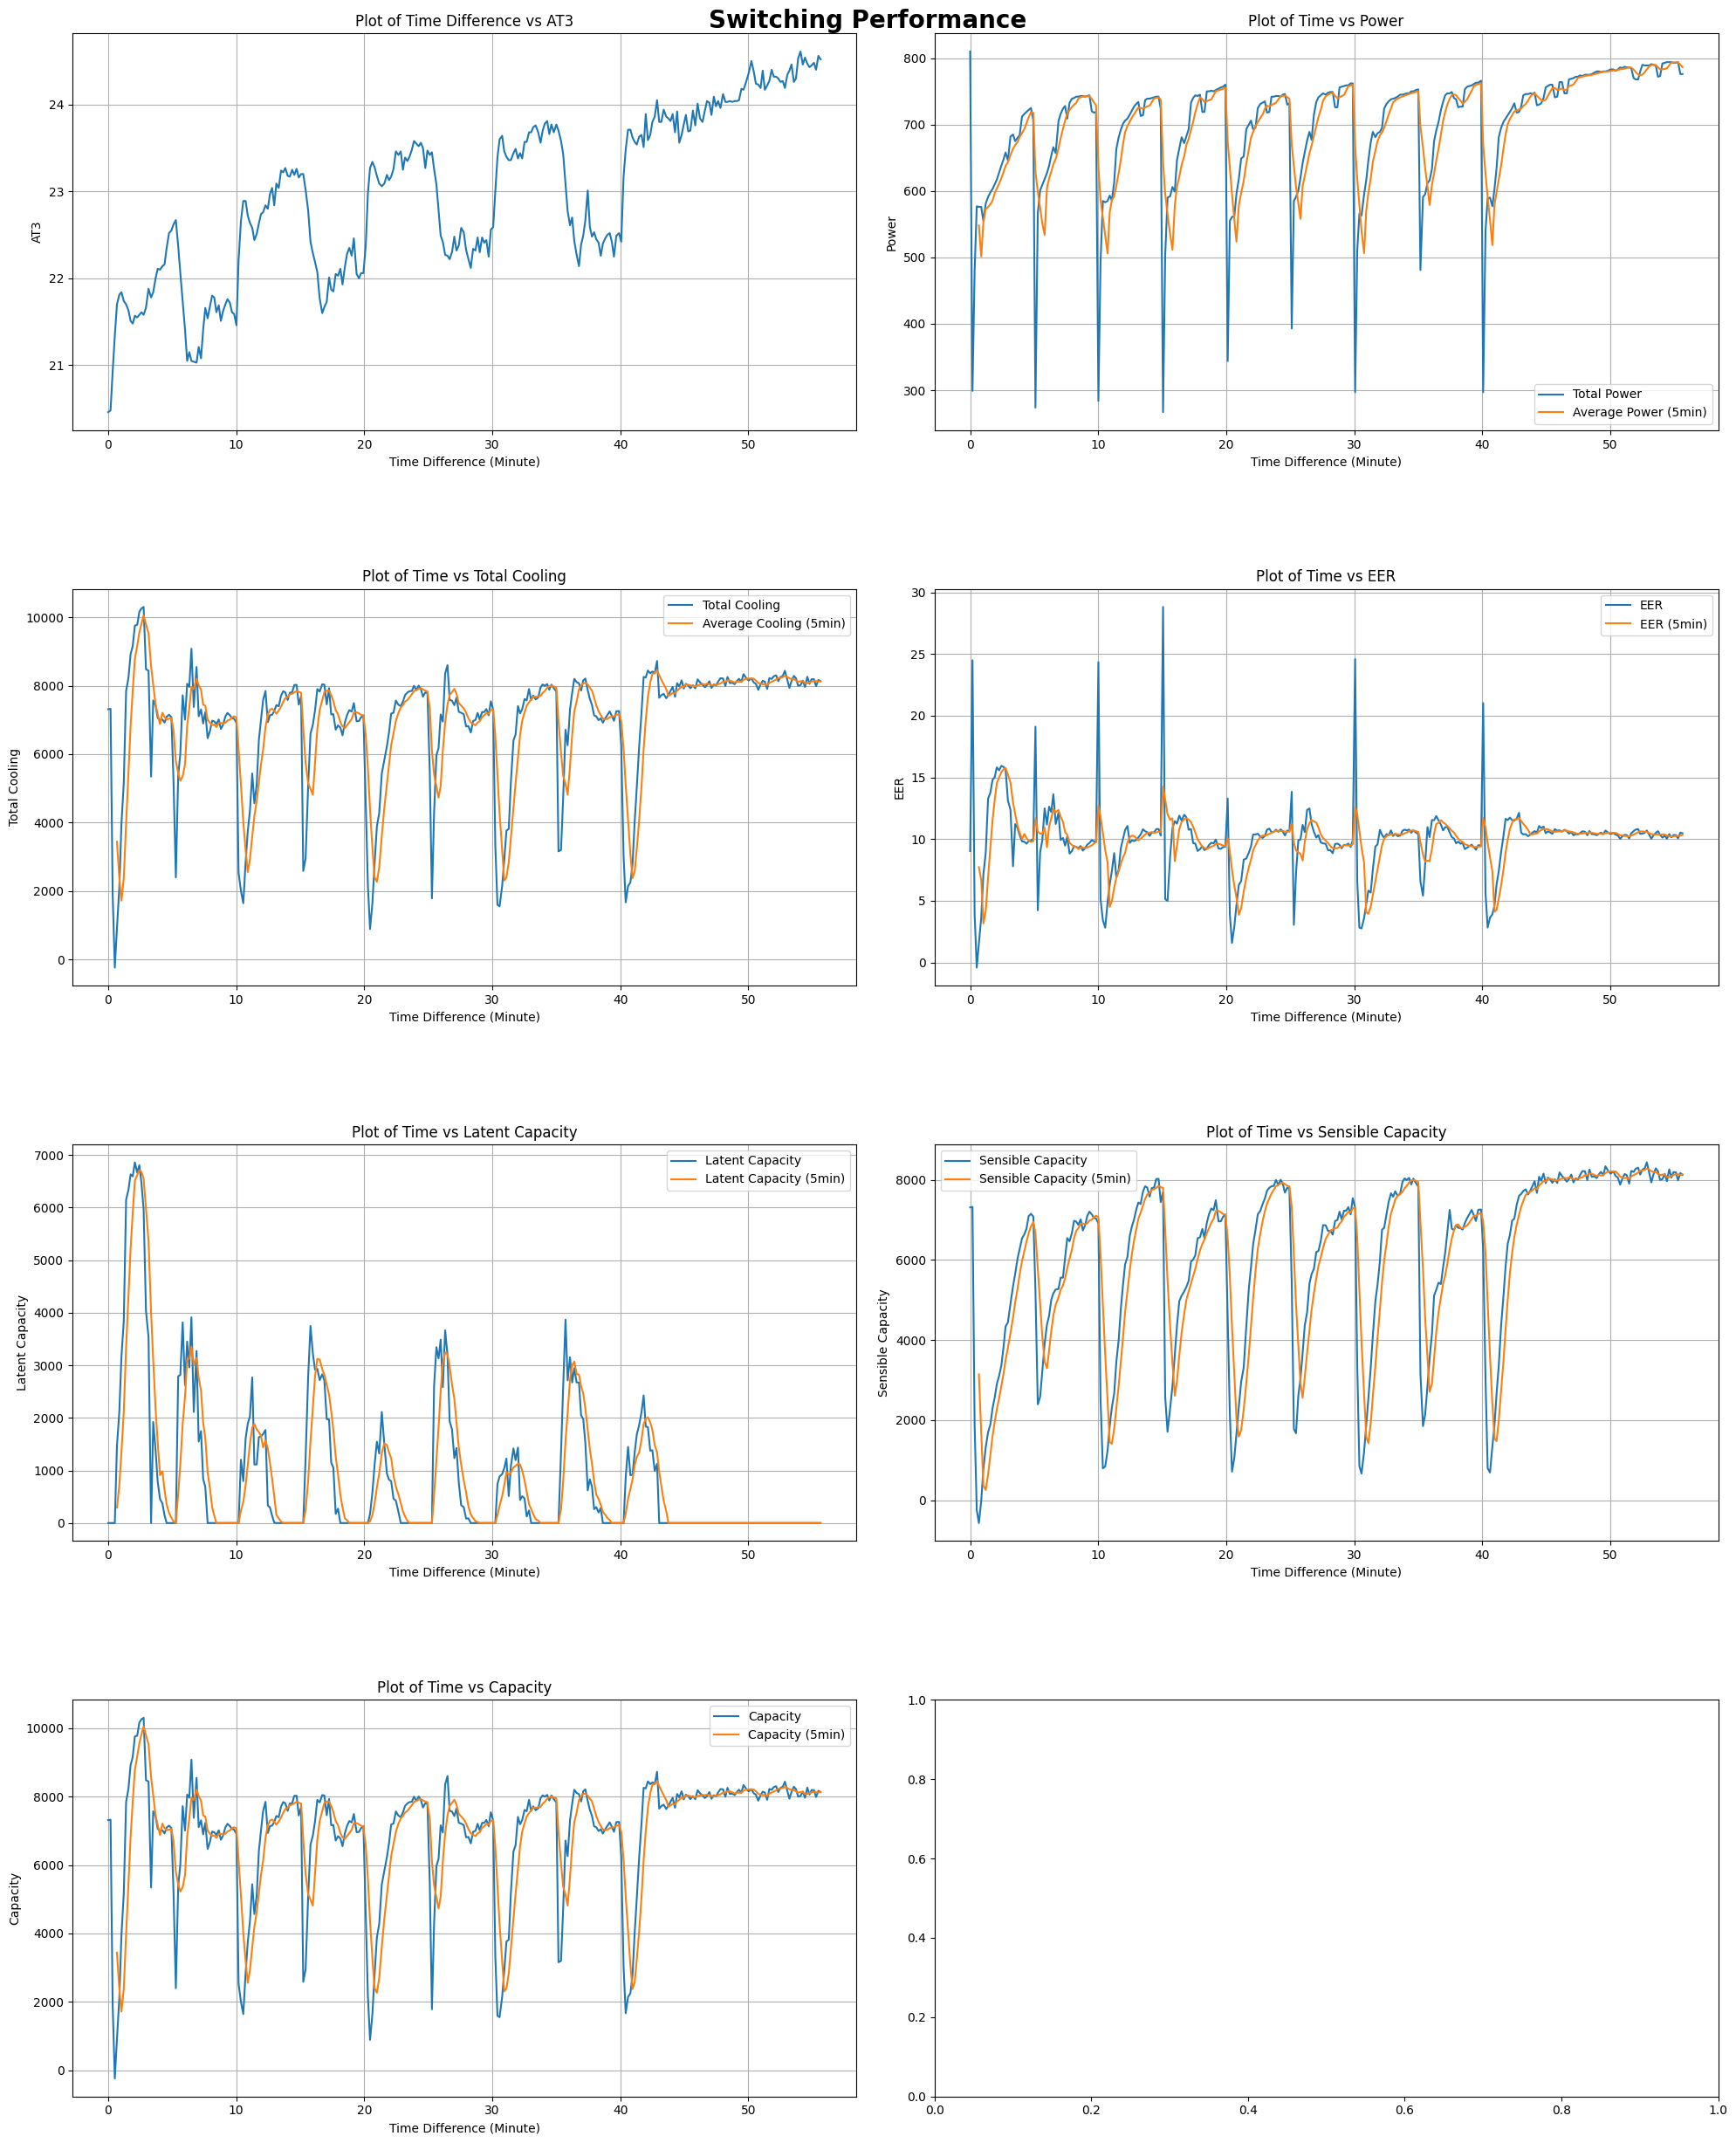 Switching Performance
Plot of Time Difference vs AT3
AT3
24
23
22
21
0 10 20 30 40 50
Time Difference (Minute)
Plot of Time vs Power
Power
800
700
600
500
400
300
Total Power
Average Power (5min)
0 10 20 30 40 50
Time Difference (Minute)
Plot of Time vs Total Cooling
Total Cooling
10000
8000
6000
4000
2000
0
Total Cooling
Average Cooling (5min)
0 10 20 30 40 50
Time Difference (Minute)
Plot of Time vs EER
EER
30
25
20
15
10
5
0
EER
EER (5min)
0 10 20 30 40 50
Time Difference (Minute)
Plot of Time vs Latent Capacity
Latent Capacity
7000
6000
5000
4000
3000
2000
1000
0
Latent Capacity
Latent Capacity (5min)
0 10 20 30 40 50
Time Difference (Minute)
Plot of Time vs Sensible Capacity
Sensible Capacity
8000
6000
4000
2000
0
Sensible Capacity
Sensible Capacity (5min)
0 10 20 30 40 50
Time Difference (Minute)
Plot of Time vs Capacity
Capacity
10000
8000
6000
4000
2000
0
Capacity
Capacity (5min)
0 10 20 30 40 50
Time Difference (Minute)
1.0
0.8
0.6
0.4
0.2
0.0
0.0 0.2 0.4 0.6 0.8 1.0